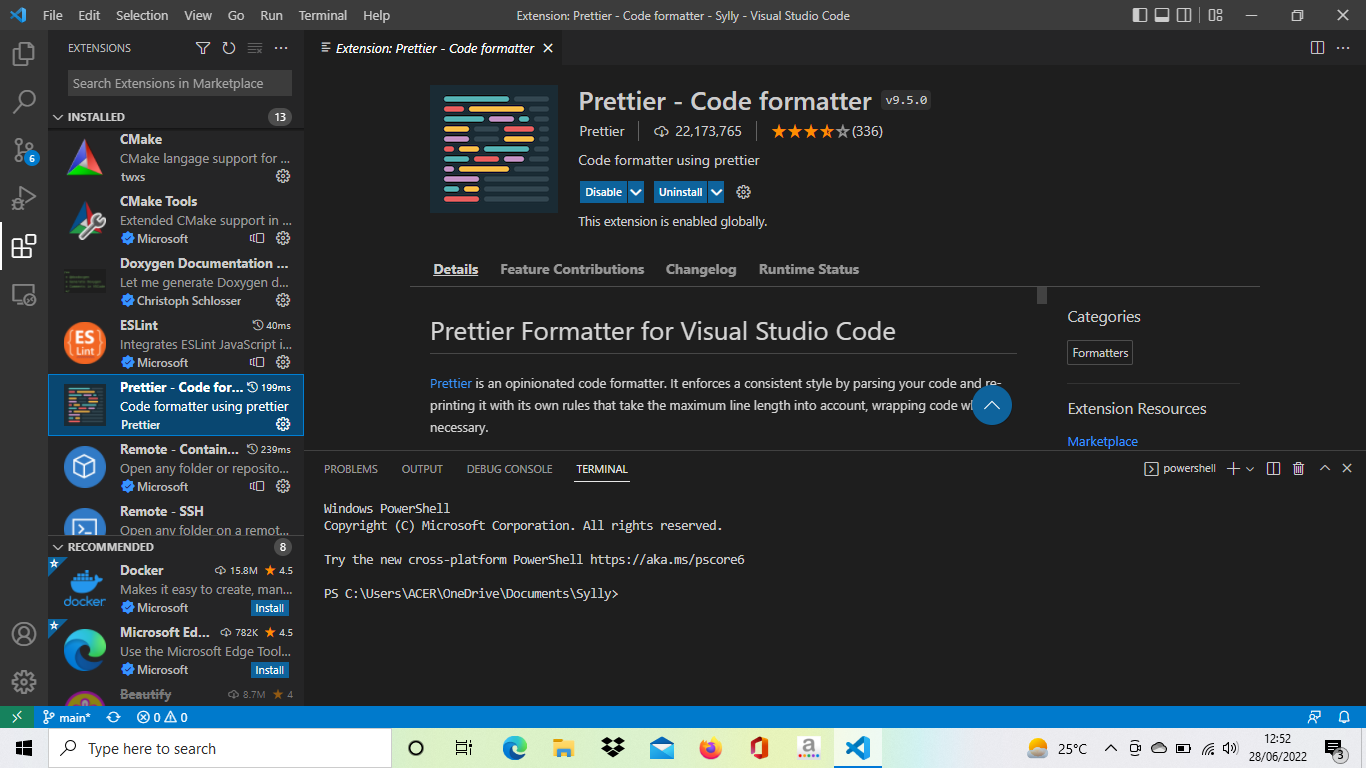 File Edit Selection View Go Run Terminal Help
Extension: Prettier - Code formatter - Sylly - Visual Studio Code
EXTENSIONS
Search Extensions in Marketplace
INSTALLED 13
CMake
CMake langage support for ...
twxs
CMake Tools
Extended CMake support in ...
Microsoft
Doxygen Documentation ...
Let me generate Doxygen d...
Christoph Schlosser
ESLint 40ms
Integrates ESLint JavaScript i...
Microsoft
ES
Lint
Prettier - Code for... 199ms
Code formatter using prettier
Prettier
Remote - Contain... 239ms
Open any folder or reposito...
Microsoft
Remote - SSH
Open any folder on a remot...
RECOMMENDED 8
Docker 15.8M 4.5
Makes it easy to create, man...
Microsoft Install
docker
Microsoft Ed... 782K 4.5
Use the Microsoft Edge Tool...
Microsoft Install
Beautify 8.7M 4
6
Extension: Prettier - Code formatter
Prettier - Code formatter v9.5.0
Prettier 22,173,765 (336)
Code formatter using prettier
Disable Uninstall
This extension is enabled globally.
Details Feature Contributions Changelog Runtime Status
Prettier Formatter for Visual Studio Code
Prettier is an opinionated code formatter. It enforces a consistent style by parsing your code and re-
printing it with its own rules that take the maximum line length into account, wrapping code
necessary.
Categories
Formatters
Extension Resources
Marketplace
PROBLEMS OUTPUT DEBUG CONSOLE TERMINAL
powershell
Windows PowerShell
Copyright (C) Microsoft Corporation. All rights reserved.
Try the new cross-platform PowerShell https://aka.ms/pscore6
PS C:\Users\ACER\OneDrive\Documents\Sylly>
main* 0 0
Type here to search
a
25°C
12:52
28/06/2022
3